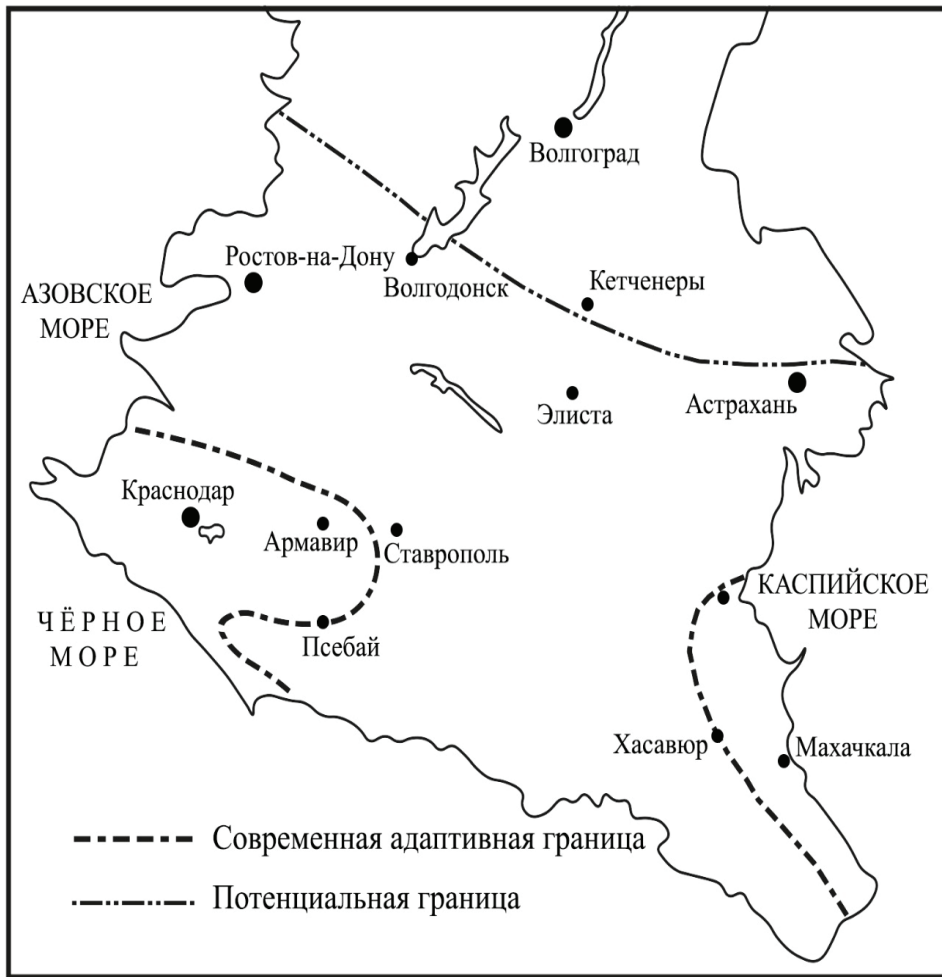 Волгоград
Ростов-на-Дону
Волгодонск
Кетченеры
АЗОВСКОЕ
МОРЕ
Элиста
Астрахань
Краснодар
Армавир
Ставрополь
КАСПИЙСКОЕ
МОРЕ
ЧЁРНОЕ
МОРЕ
Псебай
Хасавюр
Махачкала
Современная адаптивная граница
Потенциальная граница